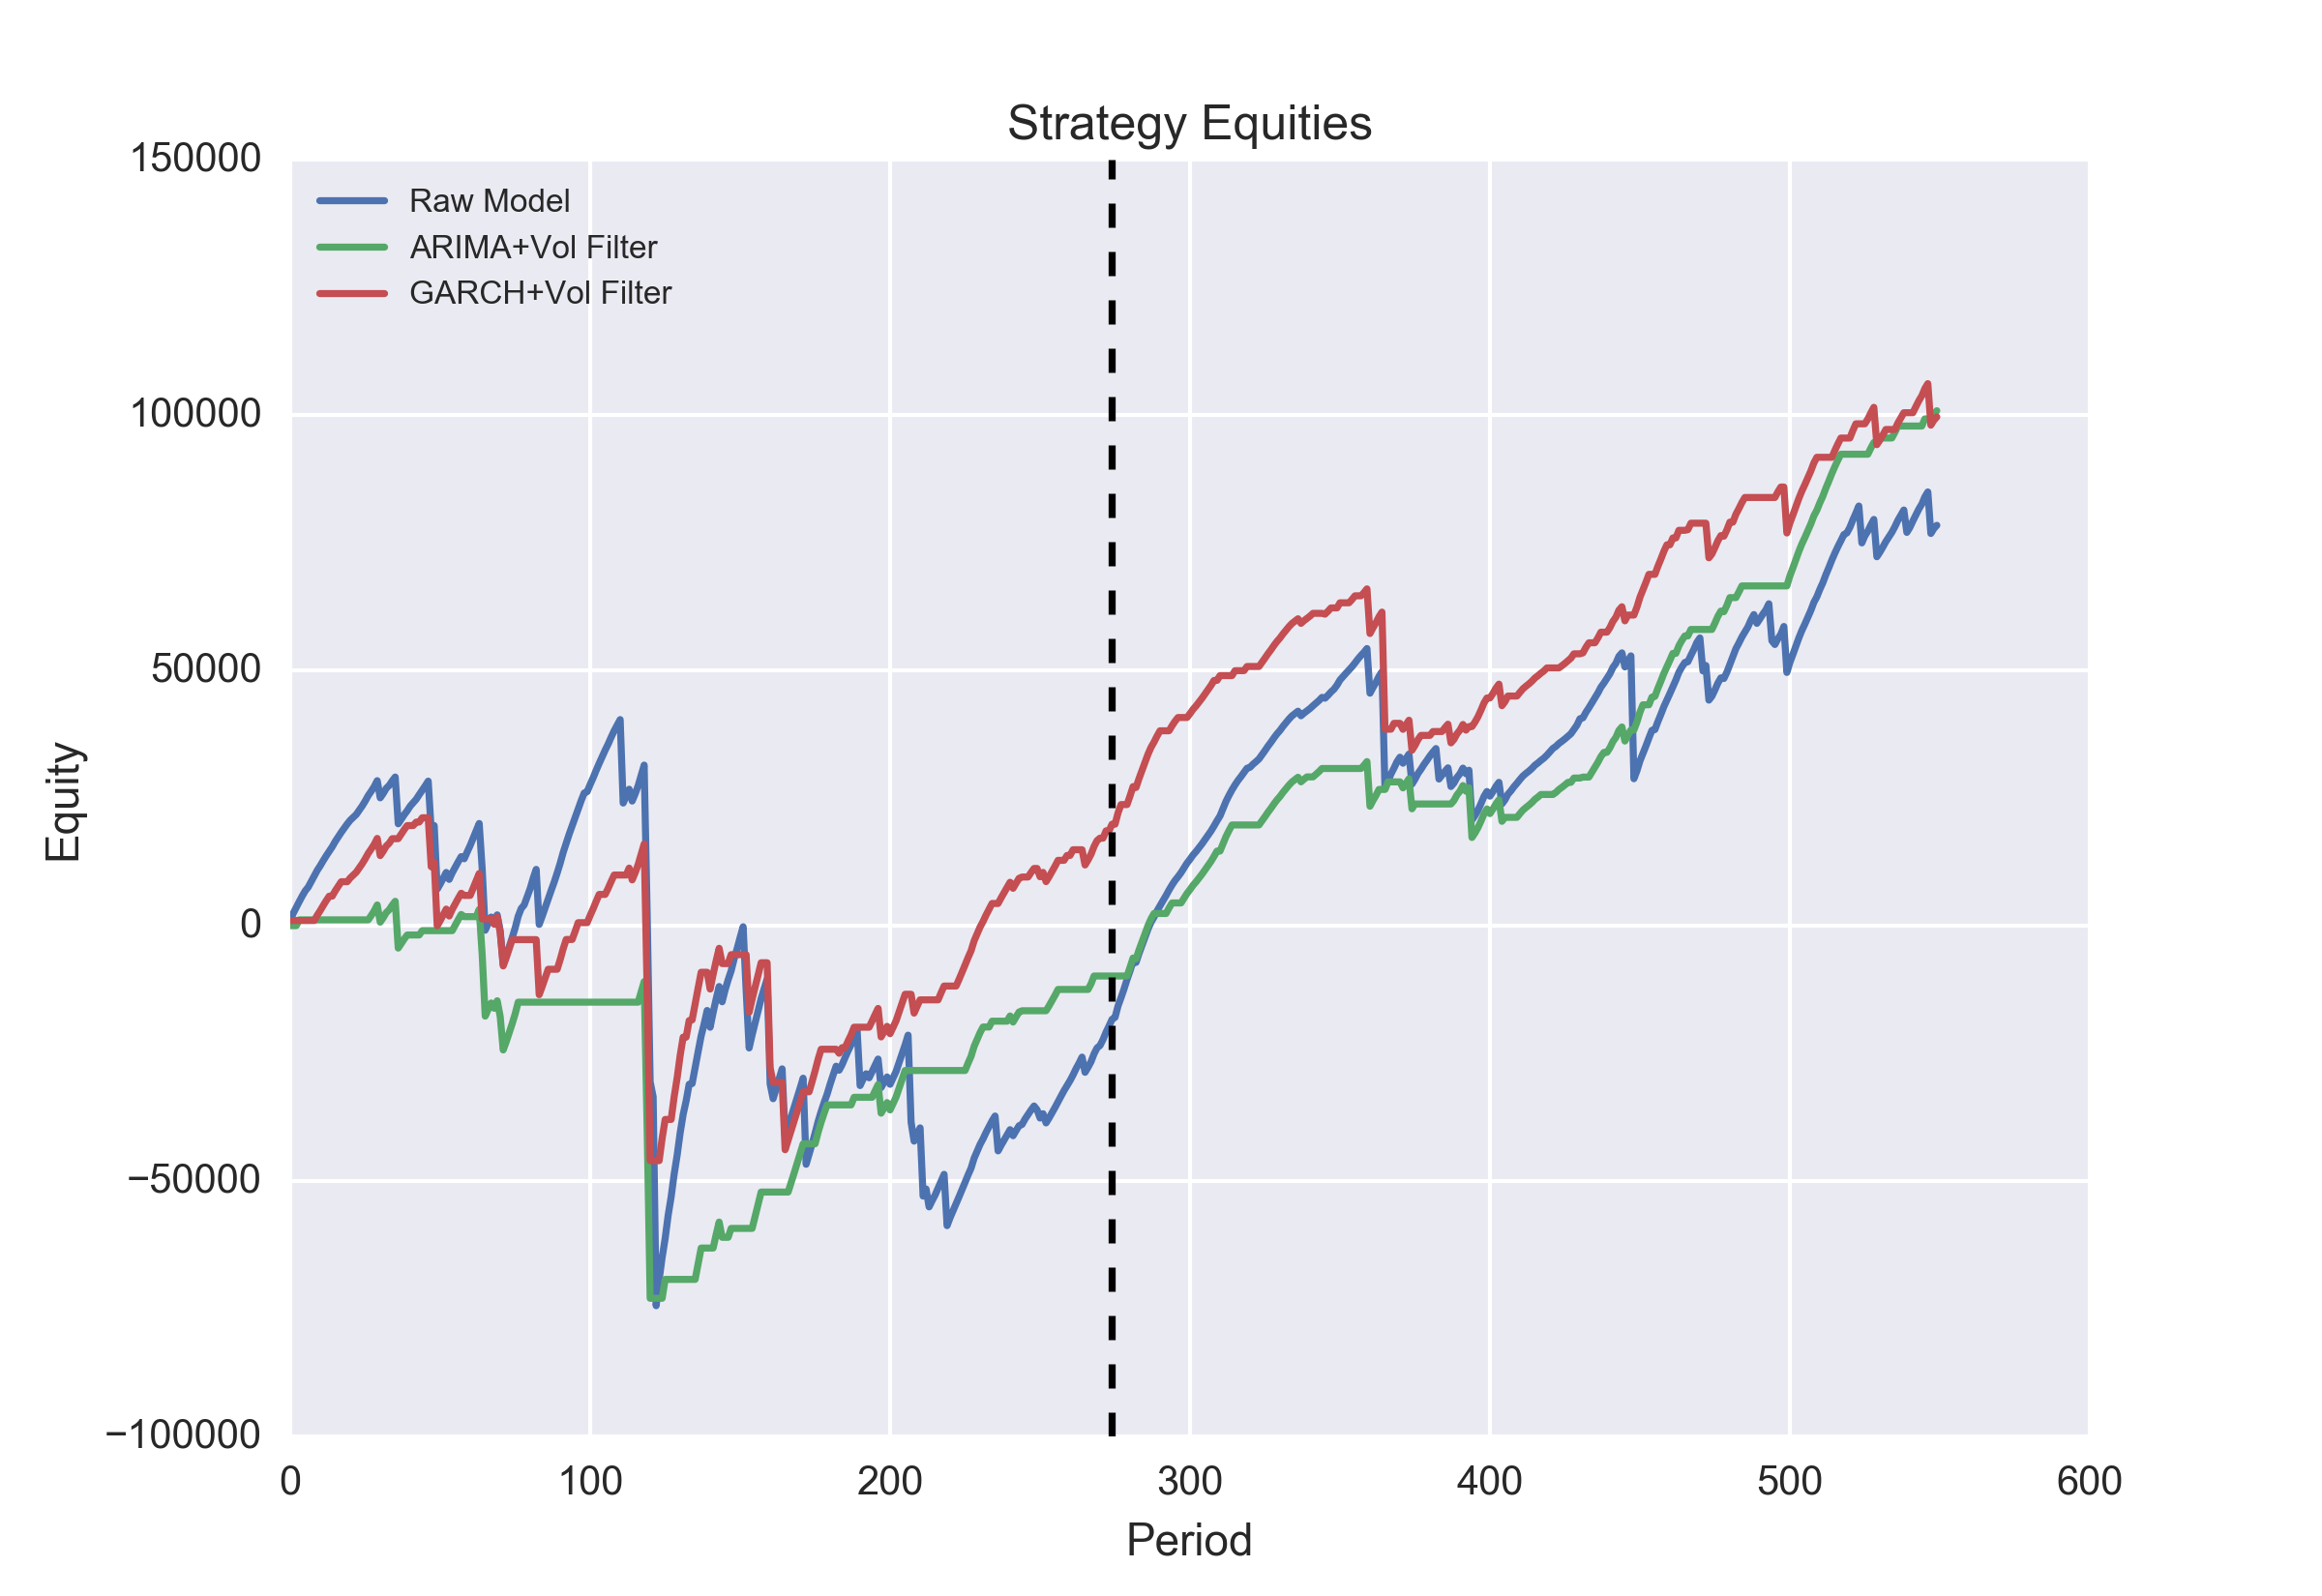 Strategy Equities
150000
100000
50000
0
−50000
−100000
Equity
Raw Model
ARIMA+Vol Filter
GARCH+Vol Filter
0 100 200 300 400 500 600
Period